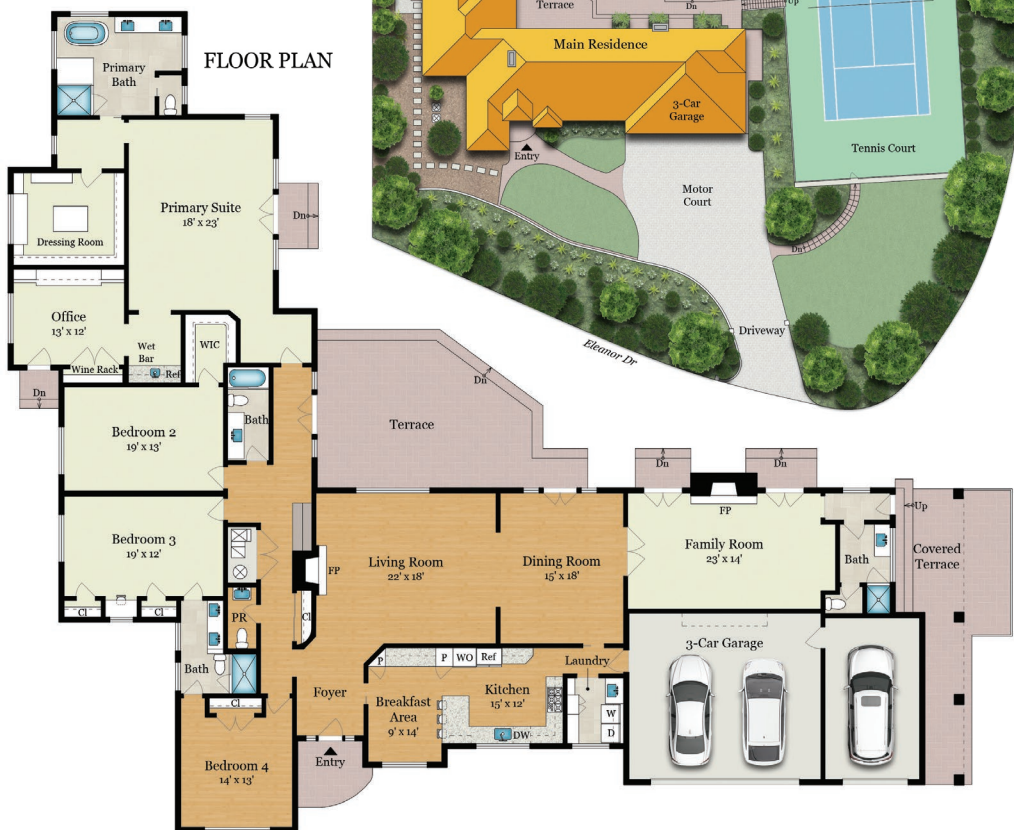 FLOOR PLAN
Primary
Bath
Primary Suite
18' x 23'
Dn
Dressing Room
Office
13' x 12'
Wet
Bar
Ref
Wine Rack
WIC
Dn
Bedroom 2
19' x 13'
Bath
Terrace
Dn
Bedroom 3
19' x 12'
Cl
Cl
PR
Cl
FP
Living Room
22' x 18'
Dining Room
15' x 18'
Dn
Dn
FP
Family Room
23' x 14'
Bath
Up
Covered
Terrace
Bath
Cl
Bedroom 4
14' x 13'
Foyer
Entry
P
P
WO
Ref
Breakfast
Area
9' x 14'
Kitchen
15' x 12'
DW
Laundry
W
D
3-Car Garage
Terrace
Dn
Up
Main Residence
3-Car
Garage
Entry
Motor
Court
Tennis Court
Dn
Driveway
Eleanor Dr